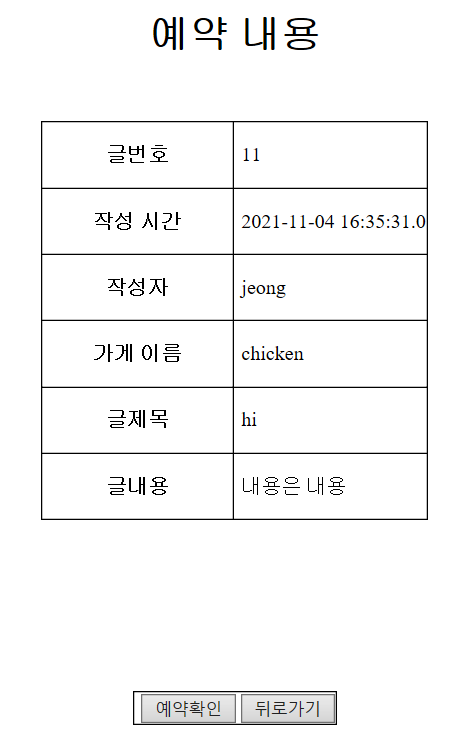 예약 내용
글번호 11
작성 시간 2021-11-04 16:35:31.0
작성자 jeong
가게 이름 chicken
글제목 hi
글내용 내용은 내용
예약확인 뒤로가기